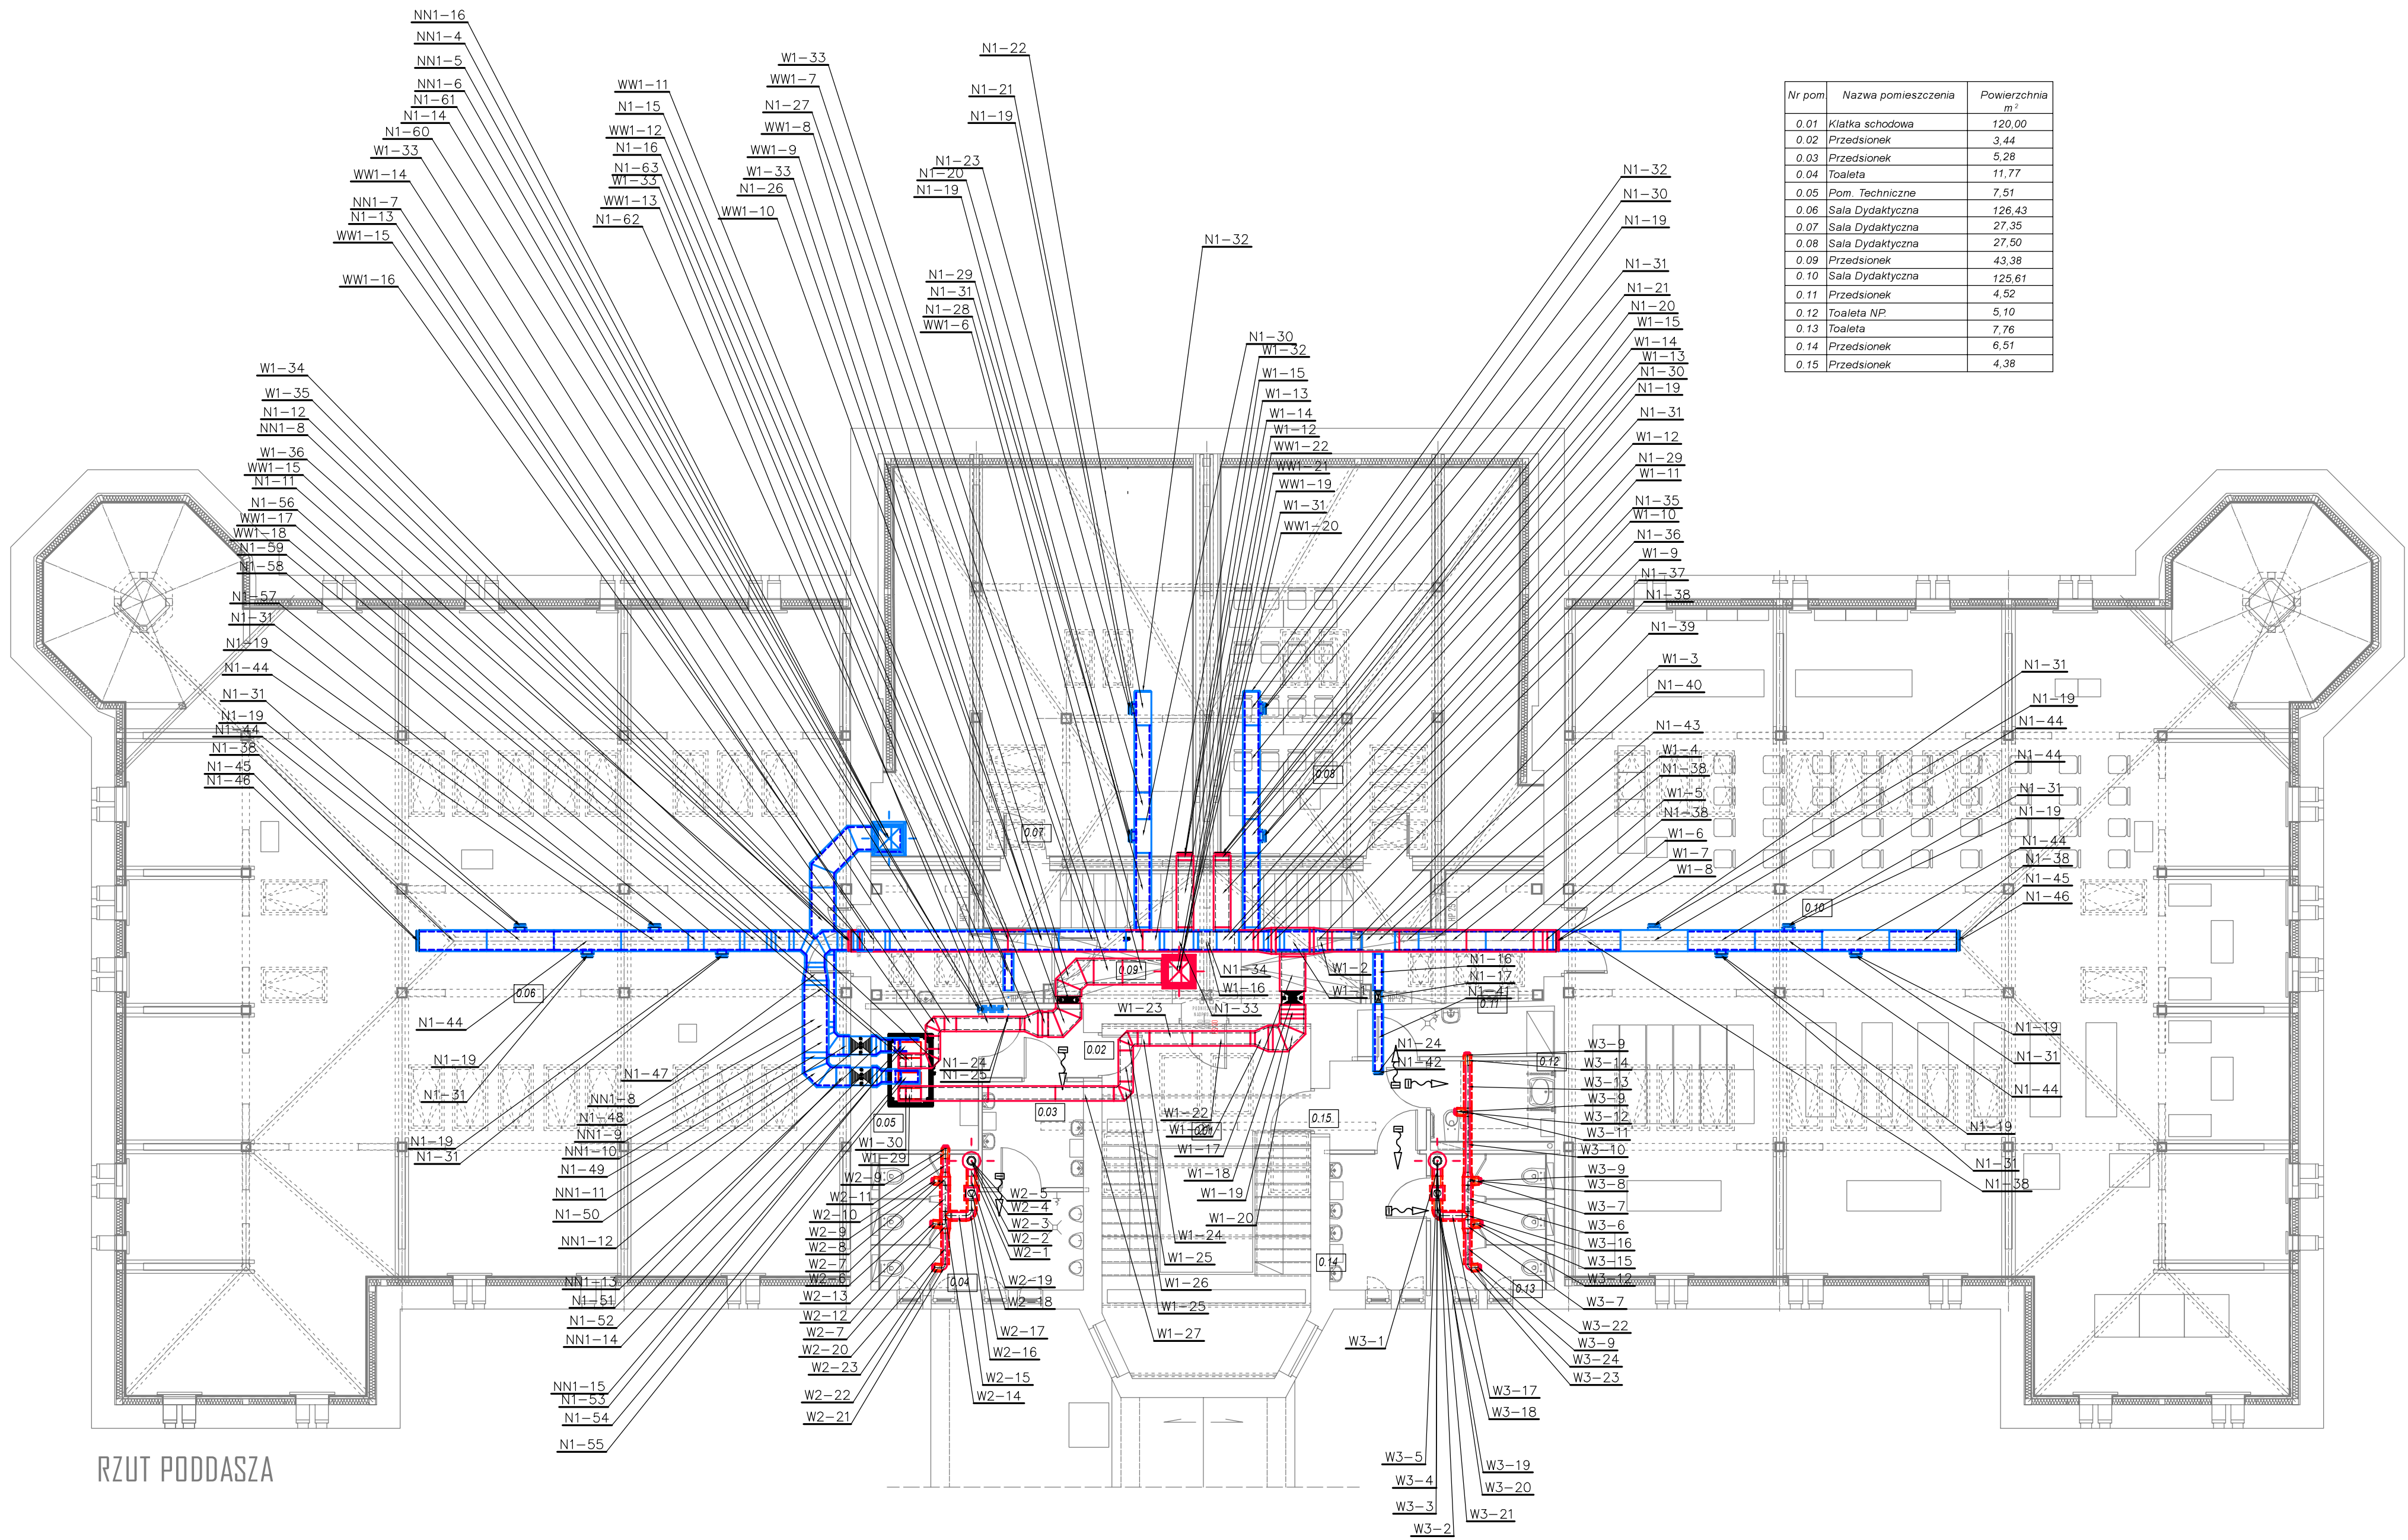 NN1-16
NN1-4
NN1-5
NN1-6
N1-61
N1-14
N1-60
W1-33
WW1-14
NN1-7
N1-13
WW1-15
WW1-16
WW1-11
N1-15
WW1-12
N1-16
N1-63
W1-33
WW1-13
N1-62
W1-33
WW1-7
N1-27
WW1-8
WW1-9
W1-33
N1-26
WW1-10
N1-22
N1-21
N1-19
N1-23
N1-20
N1-19
N1-29
N1-31
N1-28
WW1-6
N1-32
N1-30
W1-32
W1-15
W1-13
W1-14
W1-12
WW1-22
WW1-21
WW1-19
W1-31
WW1-20
N1-32
N1-30
N1-19
N1-31
N1-21
N1-20
W1-15
W1-14
W1-13
N1-30
N1-19
N1-31
W1-12
N1-29
W1-11
N1-35
W1-10
N1-36
W1-9
N1-37
N1-38
N1-39
W1-3
N1-40
N1-43
W1-4
N1-38
W1-5
N1-38
W1-6
W1-7
W1-8
Nr pom. Nazwa pomieszczenia Powierzchnia m²
0.01 Klatka schodowa 120,00
0.02 Przedsionek 3,44
0.03 Przedsionek 5,28
0.04 Toaleta 11,77
0.05 Pom. Techniczne 7,51
0.06 Sala Dydaktyczna 126,43
0.07 Sala Dydaktyczna 27,35
0.08 Sala Dydaktyczna 27,50
0.09 Przedsionek 43,38
0.10 Sala Dydaktyczna 125,61
0.11 Przedsionek 4,52
0.12 Toaleta NP. 5,10
0.13 Toaleta 7,76
0.14 Przedsionek 6,51
0.15 Przedsionek 4,38
W1-34
W1-35
N1-12
NN1-8
W1-36
WW1-15
N1-11
N1-56
WW1-17
WW1-18
N1-59
N1-58
N1-57
N1-31
N1-19
N1-44
N1-31
N1-19
N1-44
N1-38
N1-45
N1-46
N1-31
N1-19
N1-44
N1-44
N1-31
N1-19
N1-44
N1-38
N1-45
N1-46
0.07
0.08
0.10
0.09
0.06
0.11
0.02
0.12
0.03
0.05
0.15
0.01
0.04
0.14
0.13
N1-34
W1-16
N1-33
W1-2
W1-1
N1-16
N1-17
N1-41
N1-24
N1-42
W1-23
N1-24
N1-25
W1-22
W1-21
W1-17
W1-18
W1-19
W1-20
W1-24
W1-25
W1-26
W1-25
W1-27
W1-30
W1-29
N1-44
N1-19
N1-31
N1-19
N1-31
N1-47
NN1-8
N1-48
NN1-9
NN1-10
N1-49
NN1-11
N1-50
NN1-12
NN1-13
N1-51
N1-52
NN1-14
NN1-15
N1-53
N1-54
N1-55
W2-9
W2-11
W2-10
W2-9
W2-8
W2-7
W2-6
W2-13
W2-12
W2-7
W2-20
W2-23
W2-22
W2-21
W2-5
W2-4
W2-3
W2-2
W2-1
W2-19
W2-18
W2-17
W2-16
W2-15
W2-14
W3-9
W3-14
W3-13
W3-9
W3-12
W3-11
W3-10
W3-9
W3-8
W3-7
W3-6
W3-16
W3-15
W3-12
W3-7
W3-22
W3-9
W3-24
W3-23
W3-1
W3-17
W3-18
W3-5
W3-4
W3-3
W3-2
W3-19
W3-20
W3-21
N1-19
N1-31
N1-44
N1-19
N1-31
N1-38
RZUT PODDASZA